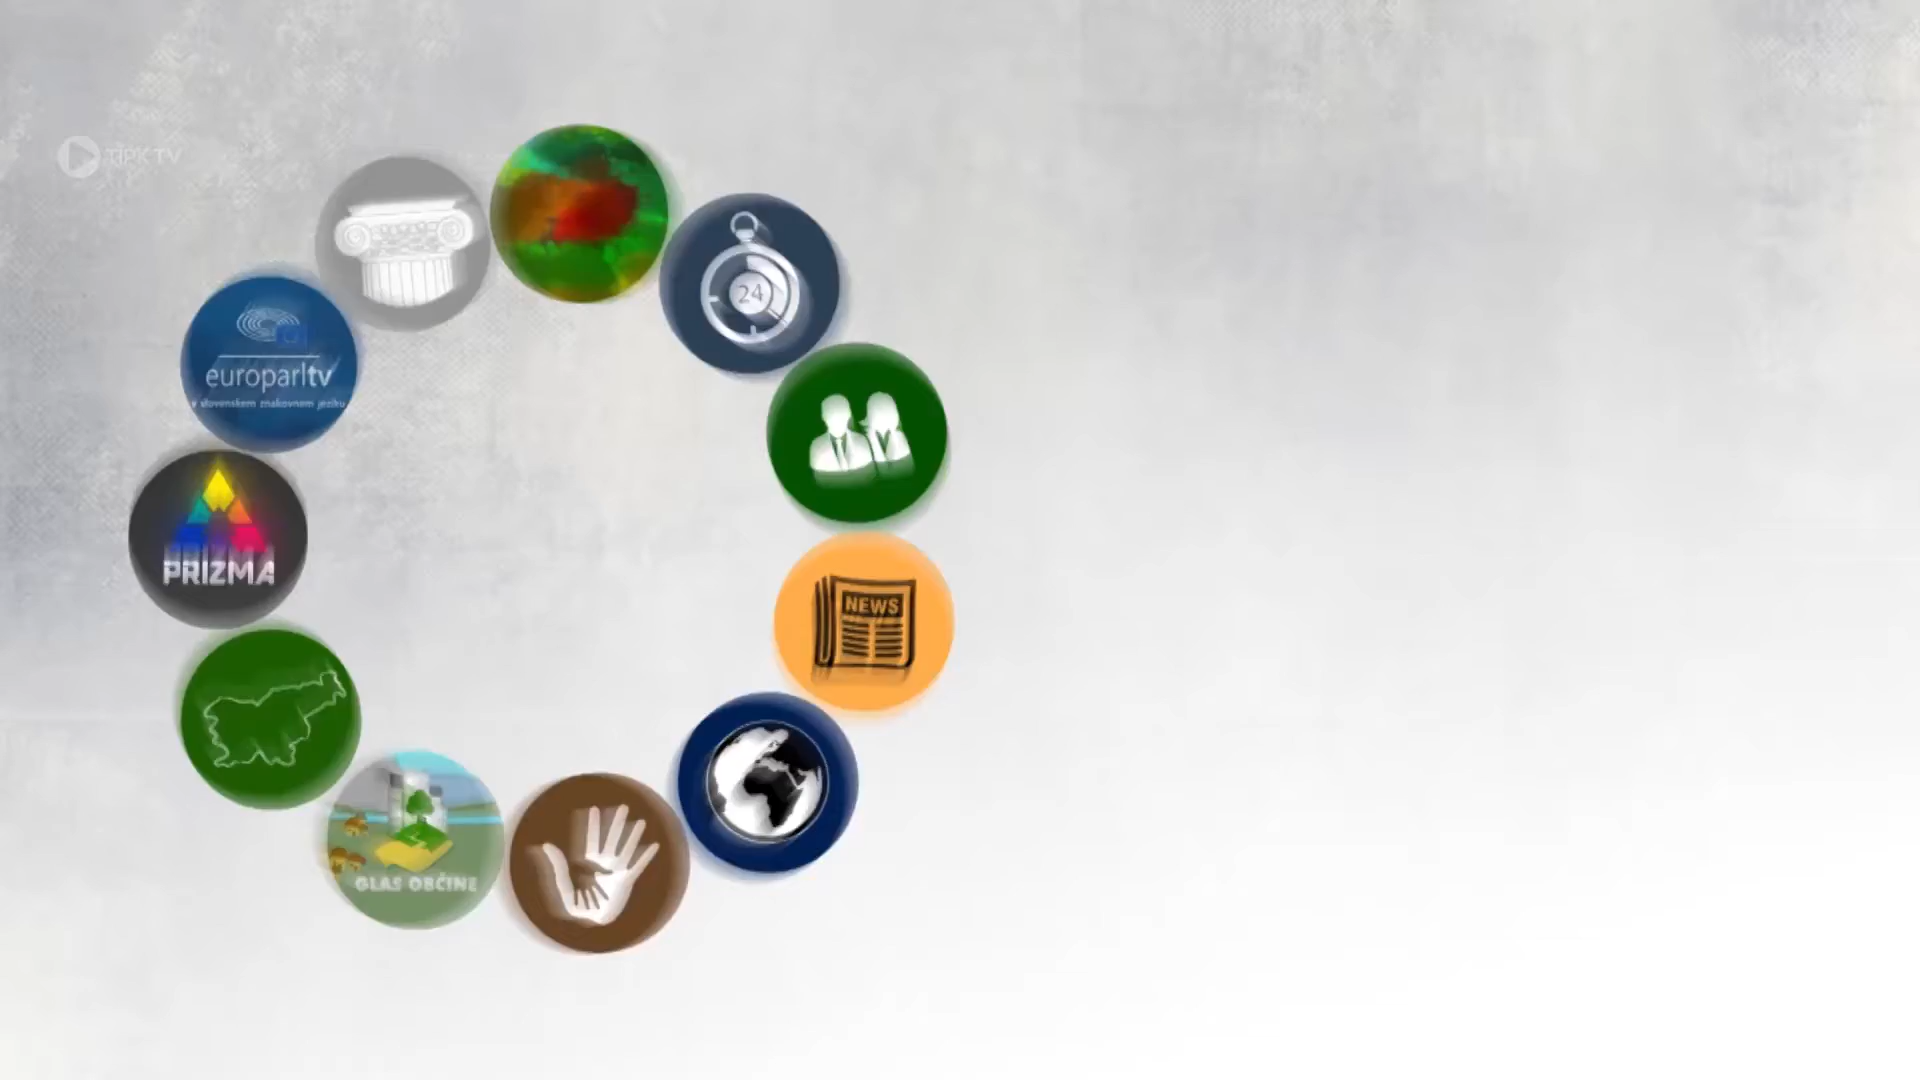 TIPK TV
24
europarltv
v slovenskem znakovnem jeziku
PRIZMA
NEWS
GLAS OBČINE